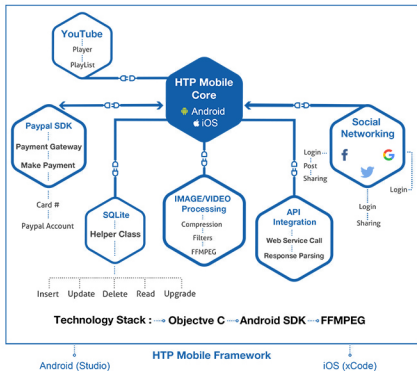 YouTube
Player
PlayList
HTP Mobile
Core
Android
iOS
Paypal SDK
Payment Gateway
Make Payment
Card #
Paypal Account
Social
Networking
f
G
Login
Post
Sharing
Login
Login
Sharing
SQLite
Helper Class
IMAGE/VIDEO
Processing
Compression
Filters
FFMPEG
API
Integration
Web Service Call
Response Parsing
Insert Update Delete Read Upgrade
Technology Stack : Objectve C Android SDK FFMPEG
HTP Mobile Framework
Android (Studio) iOS (xCode)